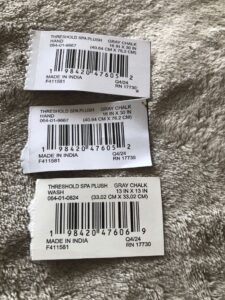 THRESHOLD SPA PLUSH GRAY CHALK
HAND 16 IN X 30 IN
064-01-9867 (40.64 CM X 76.2 CM)
1 98420 47605 2
MADE IN INDIA Q4/24
F411581 RN 17730
THRESHOLD SPA PLUSH GRAY CHALK
HAND 16 IN X 30 IN
064-01-9867 (40.64 CM X 76.2 CM)
1 98420 47605 2
MADE IN INDIA Q4/24
F411581 RN 17730
THRESHOLD SPA PLUSH GRAY CHALK
WASH 13 IN X 13 IN
064-01-0824 (33.02 CM X 33.02 CM)
1 98420 47606 9
MADE IN INDIA Q4/24
F411581 RN 17730